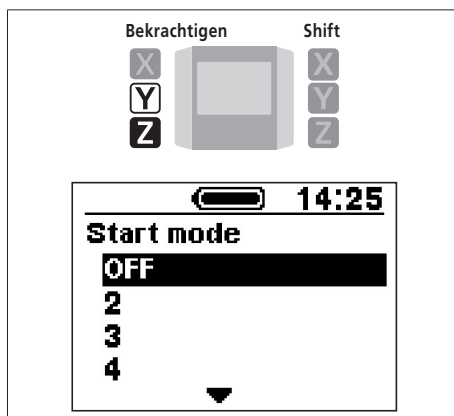 Bekrachtigen Shift
X X
Y Y
Z Z
14:25
Start mode
OFF
2
3
4